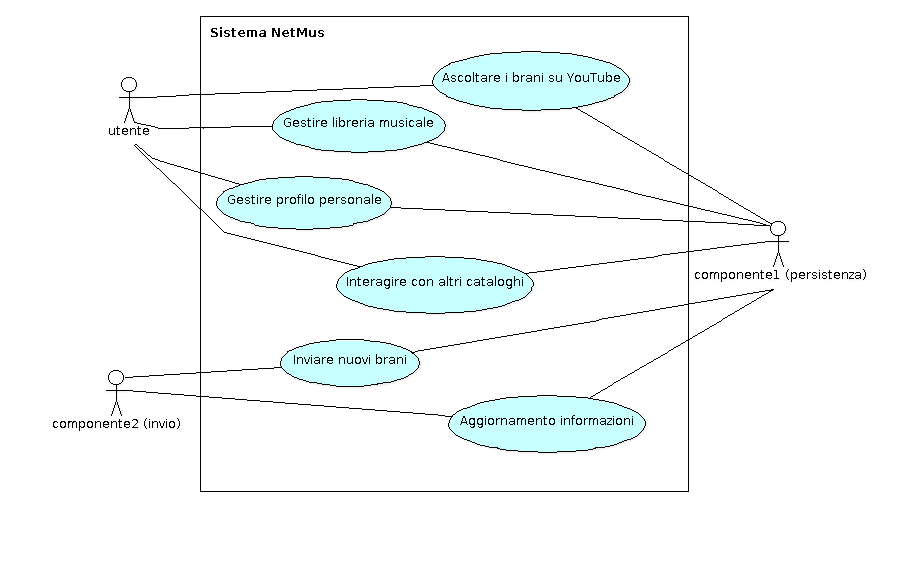 Sistema NetMus
Ascoltare i brani su YouTube
Gestire libreria musicale
utente
Gestire profilo personale
componente1 (persistenza)
Interagire con altri cataloghi
Inviare nuovi brani
componente2 (invio)
Aggiornamento informazioni